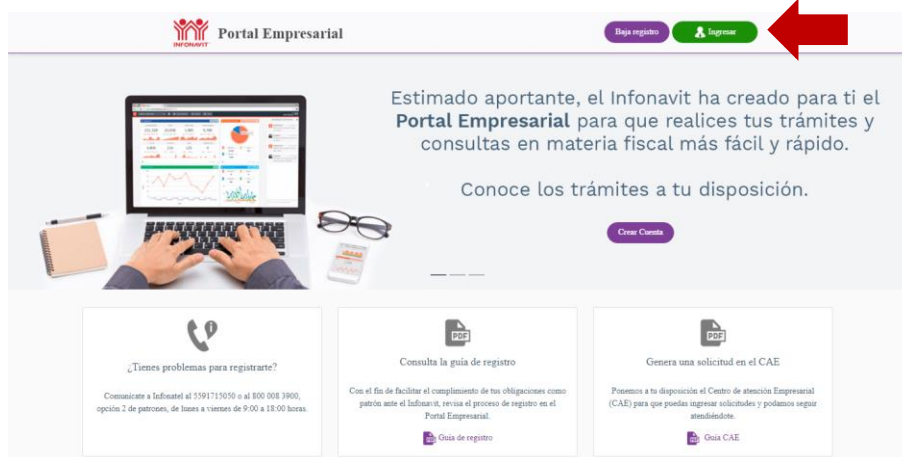 INFONAVIT
Portal Empresarial
Baja registro
Ingresar
Estimado aportante, el Infonavit ha creado para ti el
Portal Empresarial para que realices tus trámites y
consultas en materia fiscal más fácil y rápido.
Conoce los trámites a tu disposición.
Crear Cuenta
¿Tienes problemas para registrarte?
Comunícate a Infonatel al 5591715050 o al 800 008 3900,
opción 2 de patrones, de lunes a viernes de 9:00 a 18:00 horas.
PDF
Consulta la guía de registro
Con el fin de facilitar el cumplimiento de tus obligaciones como
patrón ante el Infonavit, revisa el proceso de registro en el
Portal Empresarial.
Guía de registro
PDF
Genera una solicitud en el CAE
Ponemos a tu disposición el Centro de atención Empresarial
(CAE) para que puedas ingresar solicitudes y podamos seguir
atendiéndote.
Guía CAE